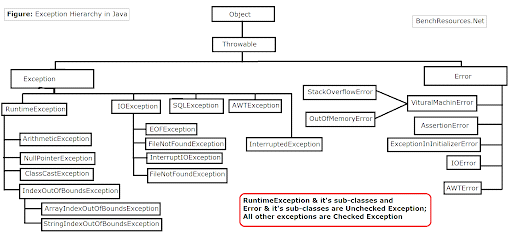 Figure: Exception Hierarchy in Java
Object
BenchResources.Net
Throwable
Exception
Error
RuntimeException
IOException
SQLException
AWTException
StackOverflowError
VituralMachinError
OutOfMemoryError
AssertionError
EOFException
ArithmeticException
FileNotFoundException
InterruptedException
ExceptionInInitializerError
NullPointerException
InterruptIOException
IOError
ClassCastException
FileNotFoundException
IndexOutOfBoundsException
AWTError
ArrayIndexOutOfBoundsException
StringIndexOutOfBoundsException
RuntimeException & it's sub-classes and
Error & it's sub-classes are Unchecked Exception;
All other exceptions are Checked Exception